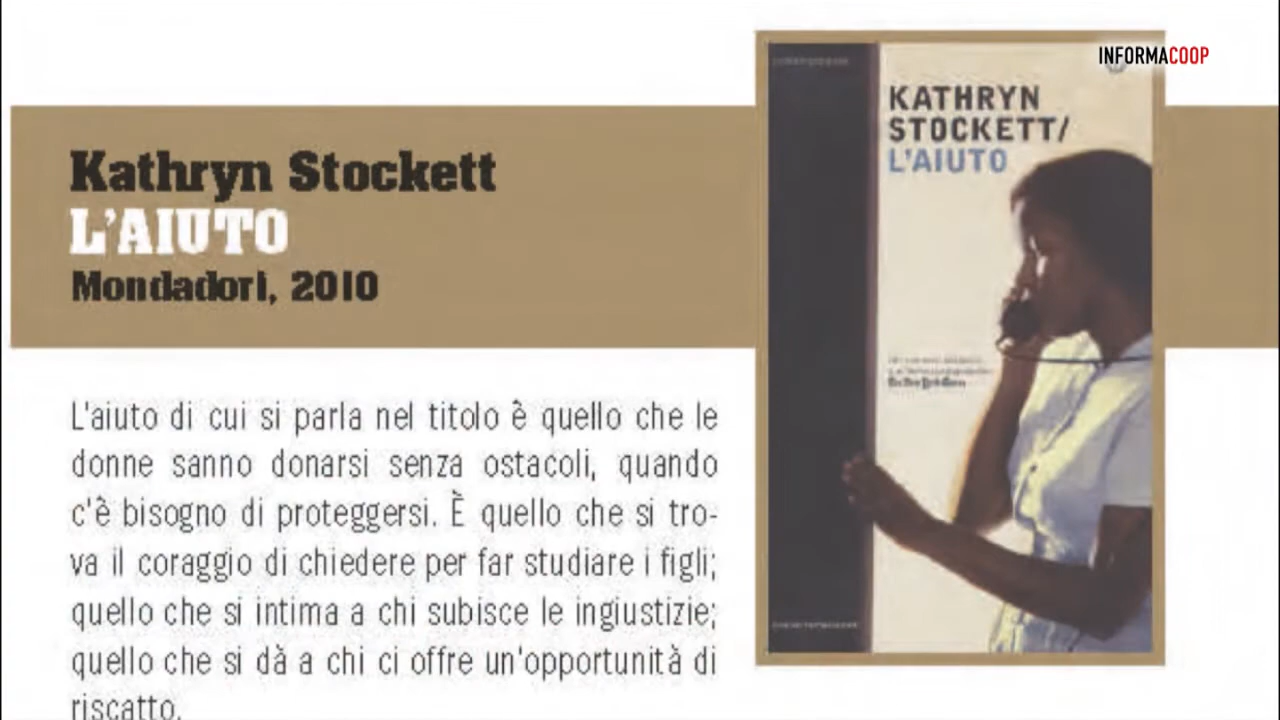 INFORMACOOP
Kathryn Stockett
L'AIUTO
Mondadori, 2010
KATHRYN
STOCKETT/
L'AIUTO
L'aiuto di cui si parla nel titolo è quello che le
donne sanno donarsi senza ostacoli, quando
c'è bisogno di proteggersi. È quello che si tro-
va il coraggio di chiedere per far studiare i figli;
quello che si intima a chi subisce le ingiustizie;
quello che si dà a chi ci offre un'opportunità di
riscatto.